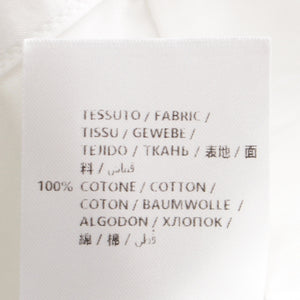 TESSUTO / FABRIC /
TISSU / GEWEBE /
TEJIDO / TKAHЬ / 表地 / 面
料 / قماش /
100% COTONE / COTTON /
COTON / BAUMWOLLE /
ALGODON / ХЛОПОК /
綿 / 棉 / قطن /